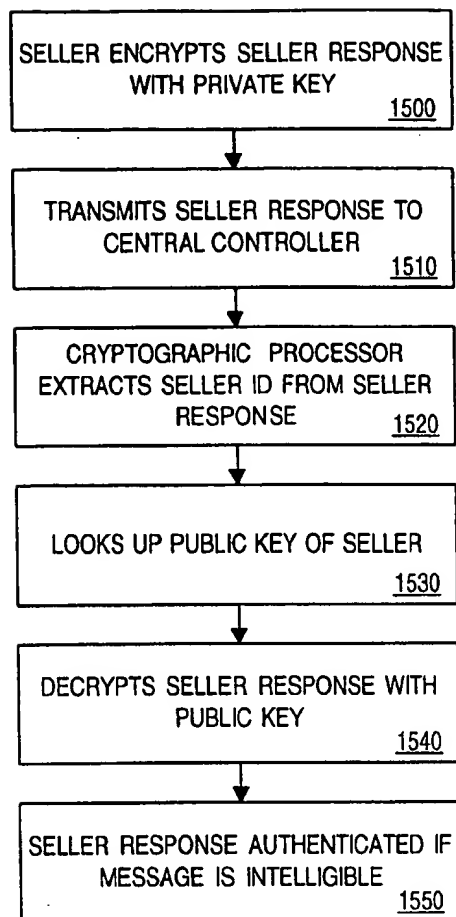 SELLER ENCRYPTS SELLER RESPONSE
WITH PRIVATE KEY
1500
TRANSMITS SELLER RESPONSE TO
CENTRAL CONTROLLER
1510
CRYPTOGRAPHIC PROCESSOR
EXTRACTS SELLER ID FROM SELLER
RESPONSE
1520
LOOKS UP PUBLIC KEY OF SELLER
1530
DECRYPTS SELLER RESPONSE WITH
PUBLIC KEY
1540
SELLER RESPONSE AUTHENTICATED IF
MESSAGE IS INTELLIGIBLE
1550